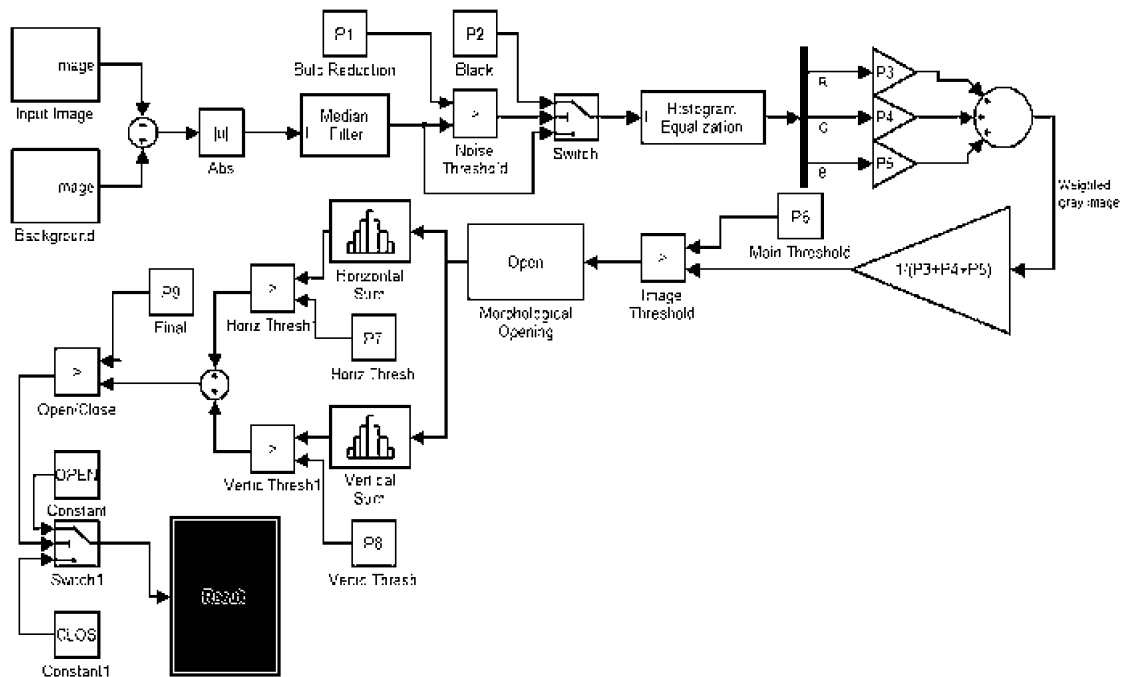 mage
Input Image
mage
Background
|u|
Abs
P1
Bulb Reduction
Median
Filter
P2
Black
>
Noise
Threshold
Switch
Histogram
Equalization
R
G
B
P3
P4
P5
Weighted
gray image
1/(P3+P4+P5)
P6
Main Threshold
>
Image
Threshold
Open
Morphological
Opening
Horizontal
Sum
>
Horiz Thresh1
P7
Horiz Thresh
Vertical
Sum
>
Vertic Thresh1
P8
Vertic Thresh
P9
Final
>
Open/Close
OPEN
Constant
Switch1
CLOS
Constant1
Result